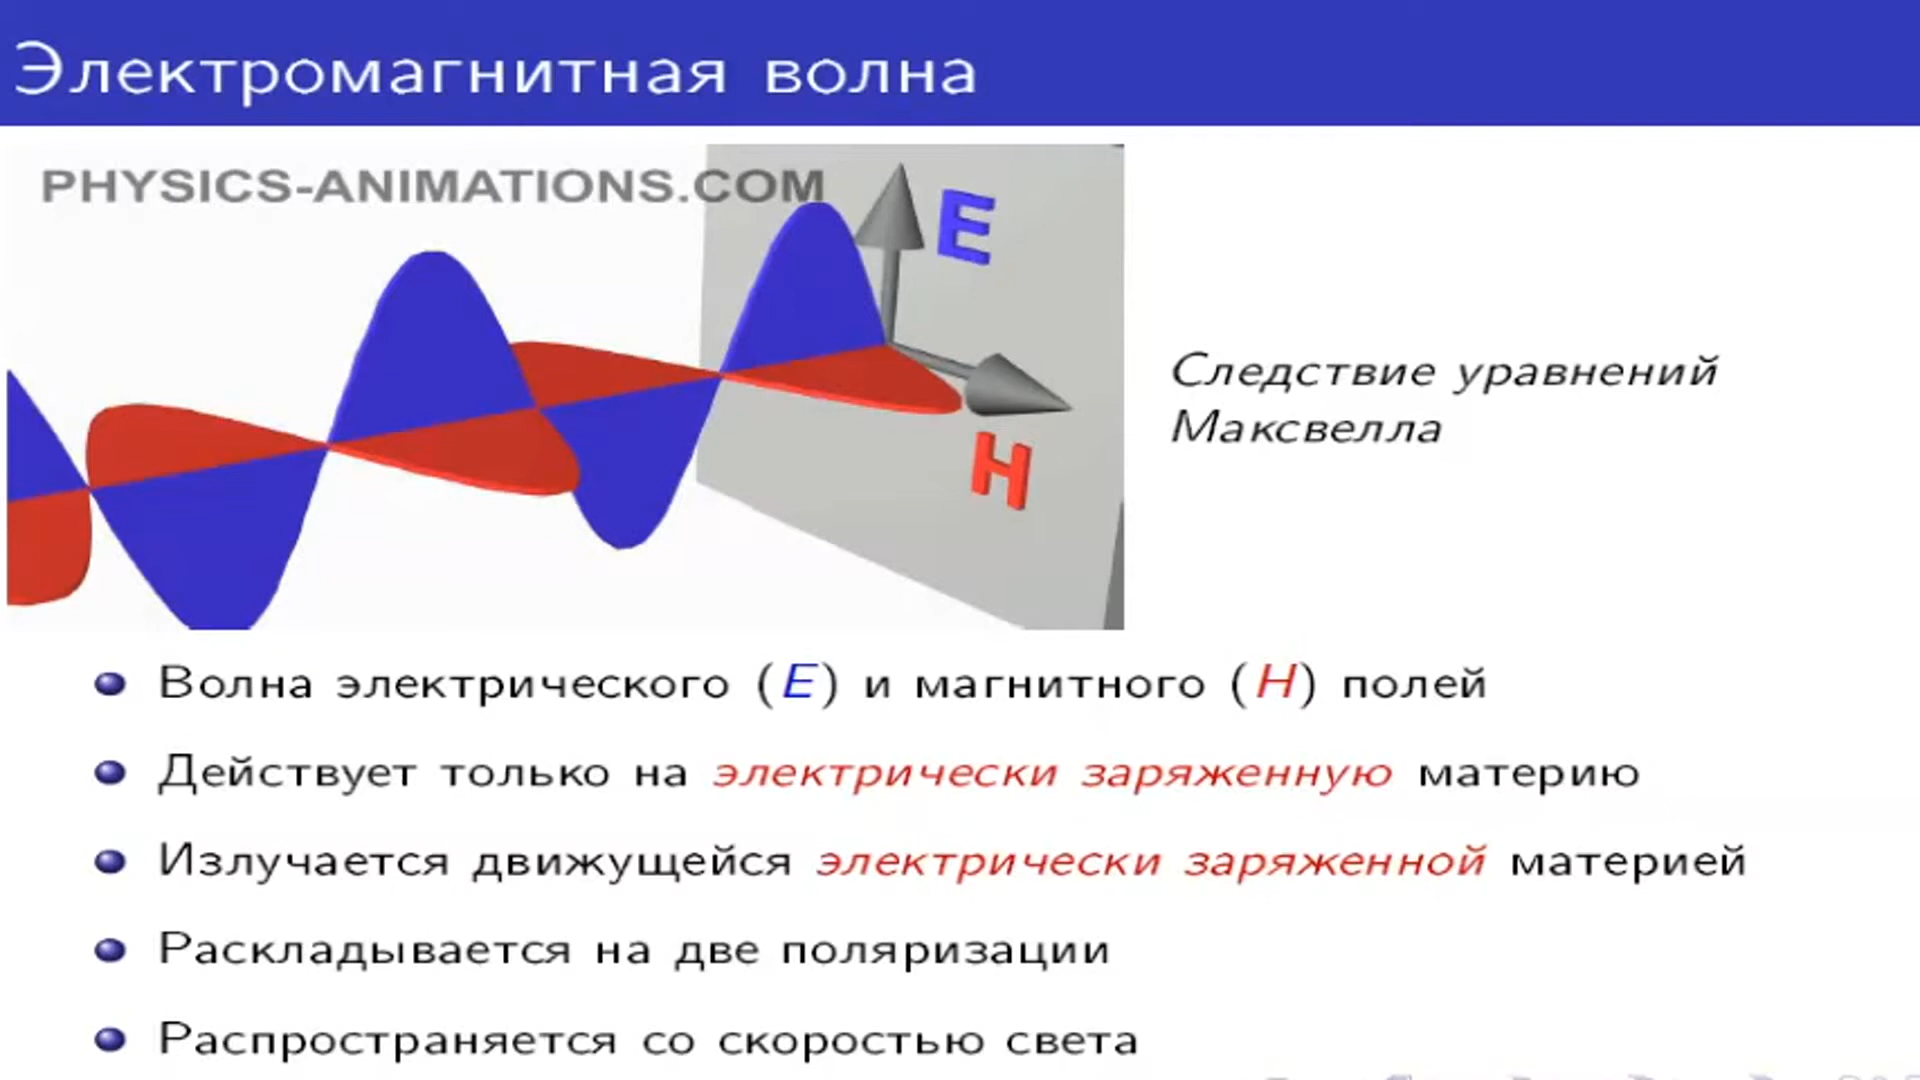 Электромагнитная волна
PHYSICS-ANIMATIONS.COM
E
H
Следствие уравнений
Максвелла
Волна электрического (E) и магнитного (H) полей
Действует только на электрически заряженную материю
Излучается движущейся электрически заряженной материей
Раскладывается на две поляризации
Распространяется со скоростью света